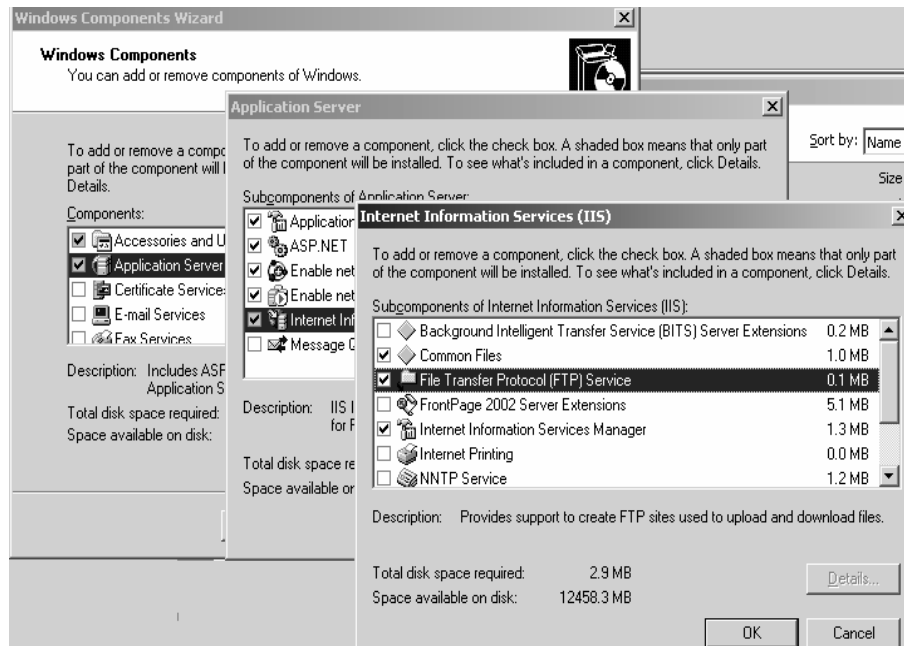 Windows Components Wizard
Windows Components
You can add or remove components of Windows.
To add or remove a compo
part of the component will l
Details.
Components:
Accessories and U
Application Server
Certificate Service
E-mail Services
Fax Services
Description: Includes ASF
Application S
Total disk space required:
Space available on disk:
Application Server
To add or remove a component, click the check box. A shaded box means that only part
of the component will be installed. To see what's included in a component, click Details.
Subcomponents of Application Server:
Application
ASP.NET
Enable net
Enable net
Internet Inf
Message Q
Description: IIS I
for F
Total disk space re
Space available or
Sort by: Name
Size
Internet Information Services (IIS)
To add or remove a component, click the check box. A shaded box means that only part
of the component will be installed. To see what's included in a component, click Details.
Subcomponents of Internet Information Services (IIS):
Background Intelligent Transfer Service (BITS) Server Extensions 0.2 MB
Common Files 1.0 MB
File Transfer Protocol (FTP) Service 0.1 MB
FrontPage 2002 Server Extensions 5.1 MB
Internet Information Services Manager 1.3 MB
Internet Printing 0.0 MB
NNTP Service 1.2 MB
Description: Provides support to create FTP sites used to upload and download files.
Total disk space required: 2.9 MB
Space available on disk: 12458.3 MB
Details...
OK
Cancel